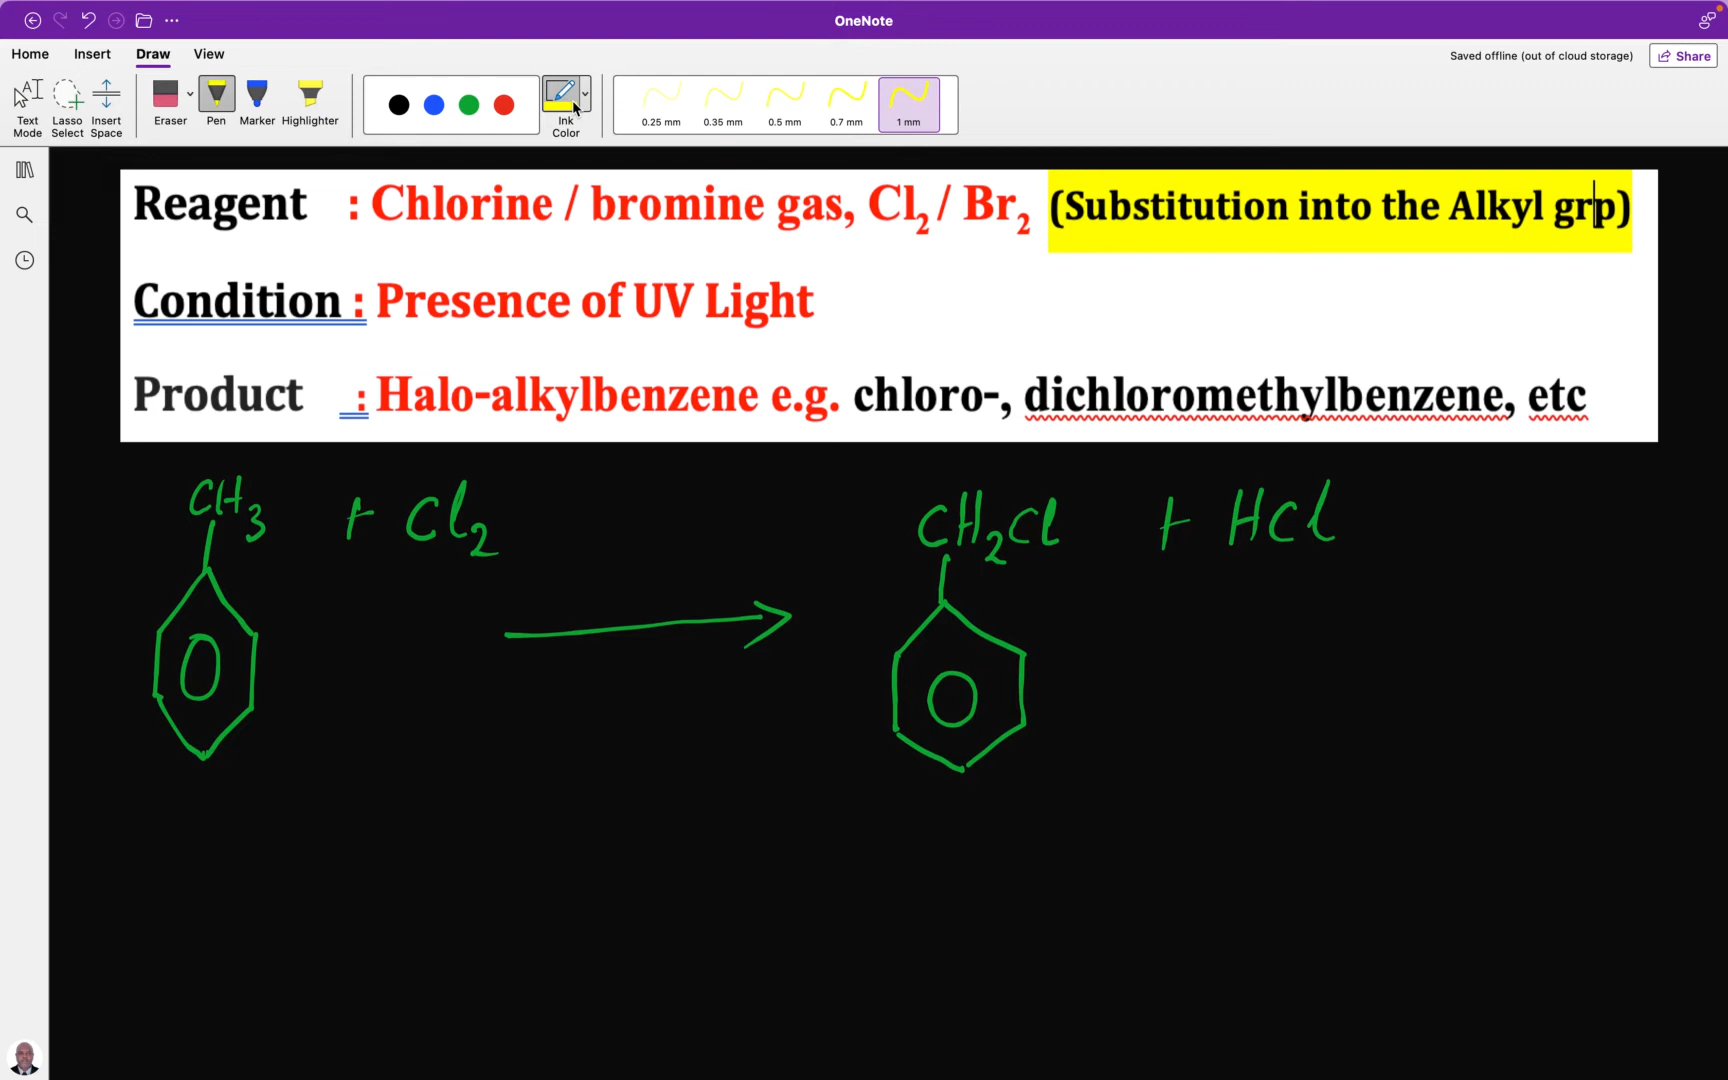 OneNote
Home Insert Draw View
Saved offline (out of cloud storage) Share
Text Mode Lasso Select Insert Space Eraser Pen Marker Highlighter Ink Color 0.25 mm 0.35 mm 0.5 mm 0.7 mm 1 mm
Reagent : Chlorine / bromine gas, Cl₂ / Br₂ (Substitution into the Alkyl grp)
Condition : Presence of UV Light
Product : Halo-alkylbenzene e.g. chloro-, dichloromethylbenzene, etc
CH₃ + Cl₂ CH₂Cl + HCl